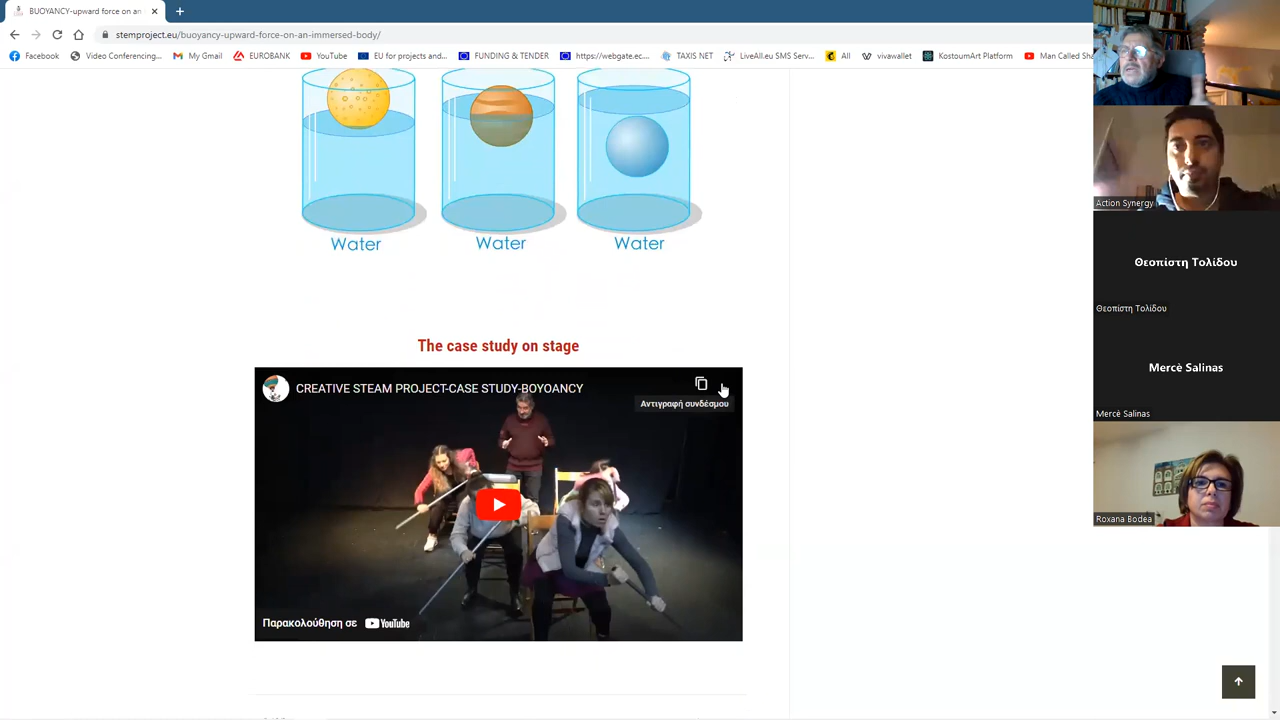 BUOYANCY-upward force on an
stemproject.eu/buoyancy-upward-force-on-an-immersed-body/
Facebook
Video Conferencing...
My Gmail
EUROBANK
YouTube
EU for projects and...
FUNDING & TENDER
https://webgate.ec....
TAXIS NET
LiveAll.eu SMS Serv...
All
vivawallet
KostoumArt Platform
Man Called Sha
Water
Water
Water
The case study on stage
CREATIVE STEAM PROJECT-CASE STUDY-BOYOANCY
Αντιγραφή συνδέσμου
Παρακολούθηση σε YouTube
Action Synergy
Θεοπίστη Τολίδου
Θεοπίστη Τολίδου
Mercè Salinas
Mercè Salinas
Roxana Bodea